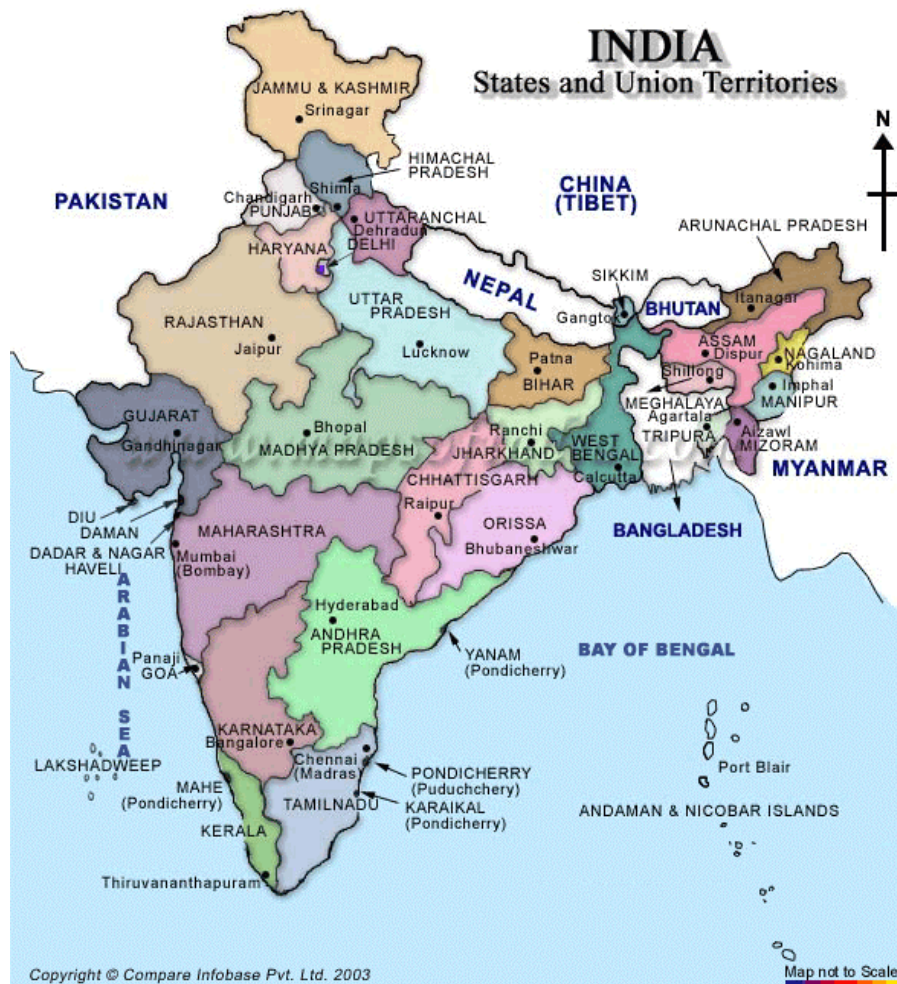 INDIA
States and Union Territories
N
JAMMU & KASHMIR
Srinagar
HIMACHAL
PRADESH
PAKISTAN
CHINA
(TIBET)
Chandigarh
Shimla
PUNJAB
UTTARANCHAL
Dehradun
HARYANA
DELHI
ARUNACHAL PRADESH
NEPAL
SIKKIM
BHUTAN
Itanagar
UTTAR
PRADESH
Gangtok
RAJASTHAN
Jaipur
Lucknow
ASSAM
Dispur
NAGALAND
Kohima
Patna
BIHAR
Shillong
Imphal
MANIPUR
MEGHALAYA
Agartala
TRIPURA
Aizawl
MIZORAM
GUJARAT
Gandhinagar
Bhopal
MADHYA PRADESH
Ranchi
JHARKHAND
WEST
BENGAL
Calcutta
MYANMAR
CHHATTISGARH
Raipur
DIU
DAMAN
DADAR & NAGAR
HAVELI
MAHARASHTRA
Mumbai
(Bombay)
ORISSA
Bhubaneshwar
BANGLADESH
ARABIAN SEA
Hyderabad
ANDHRA
PRADESH
YANAM
(Pondicherry)
BAY OF BENGAL
Panaji
GOA
KARNATAKA
Bangalore
Chennai
(Madras)
LAKSHADWEEP
MAHE
(Pondicherry)
PONDICHERRY
(Puduchchery)
KARAIKAL
(Pondicherry)
TAMILNADU
KERALA
Port Blair
ANDAMAN & NICOBAR ISLANDS
Thiruvananthapuram
Copyright © Compare Infobase Pvt. Ltd. 2003
Map not to Scale